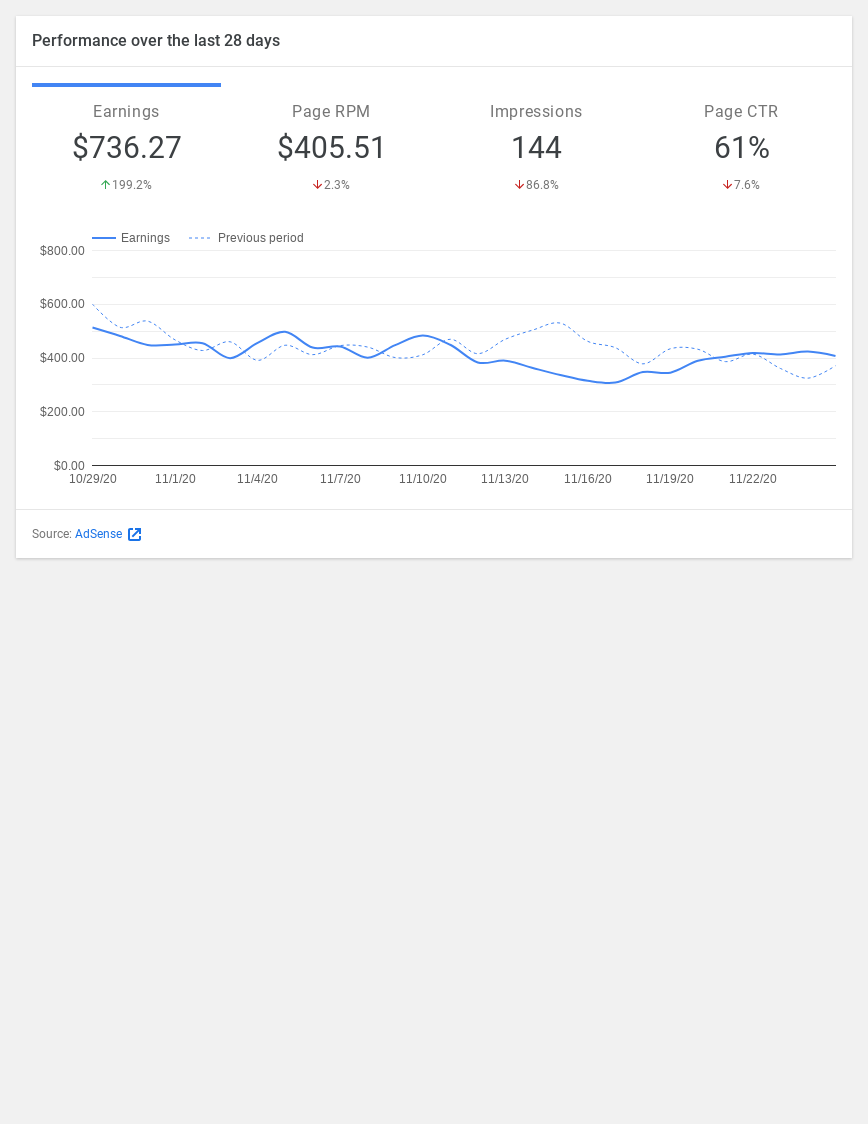 Performance over the last 28 days
Earnings Page RPM Impressions Page CTR
$736.27 $405.51 144 61%
199.2% 2.3% 86.8% 7.6%
Earnings Previous period
$800.00
$600.00
$400.00
$200.00
$0.00
10/29/20 11/1/20 11/4/20 11/7/20 11/10/20 11/13/20 11/16/20 11/19/20 11/22/20
Source: AdSense